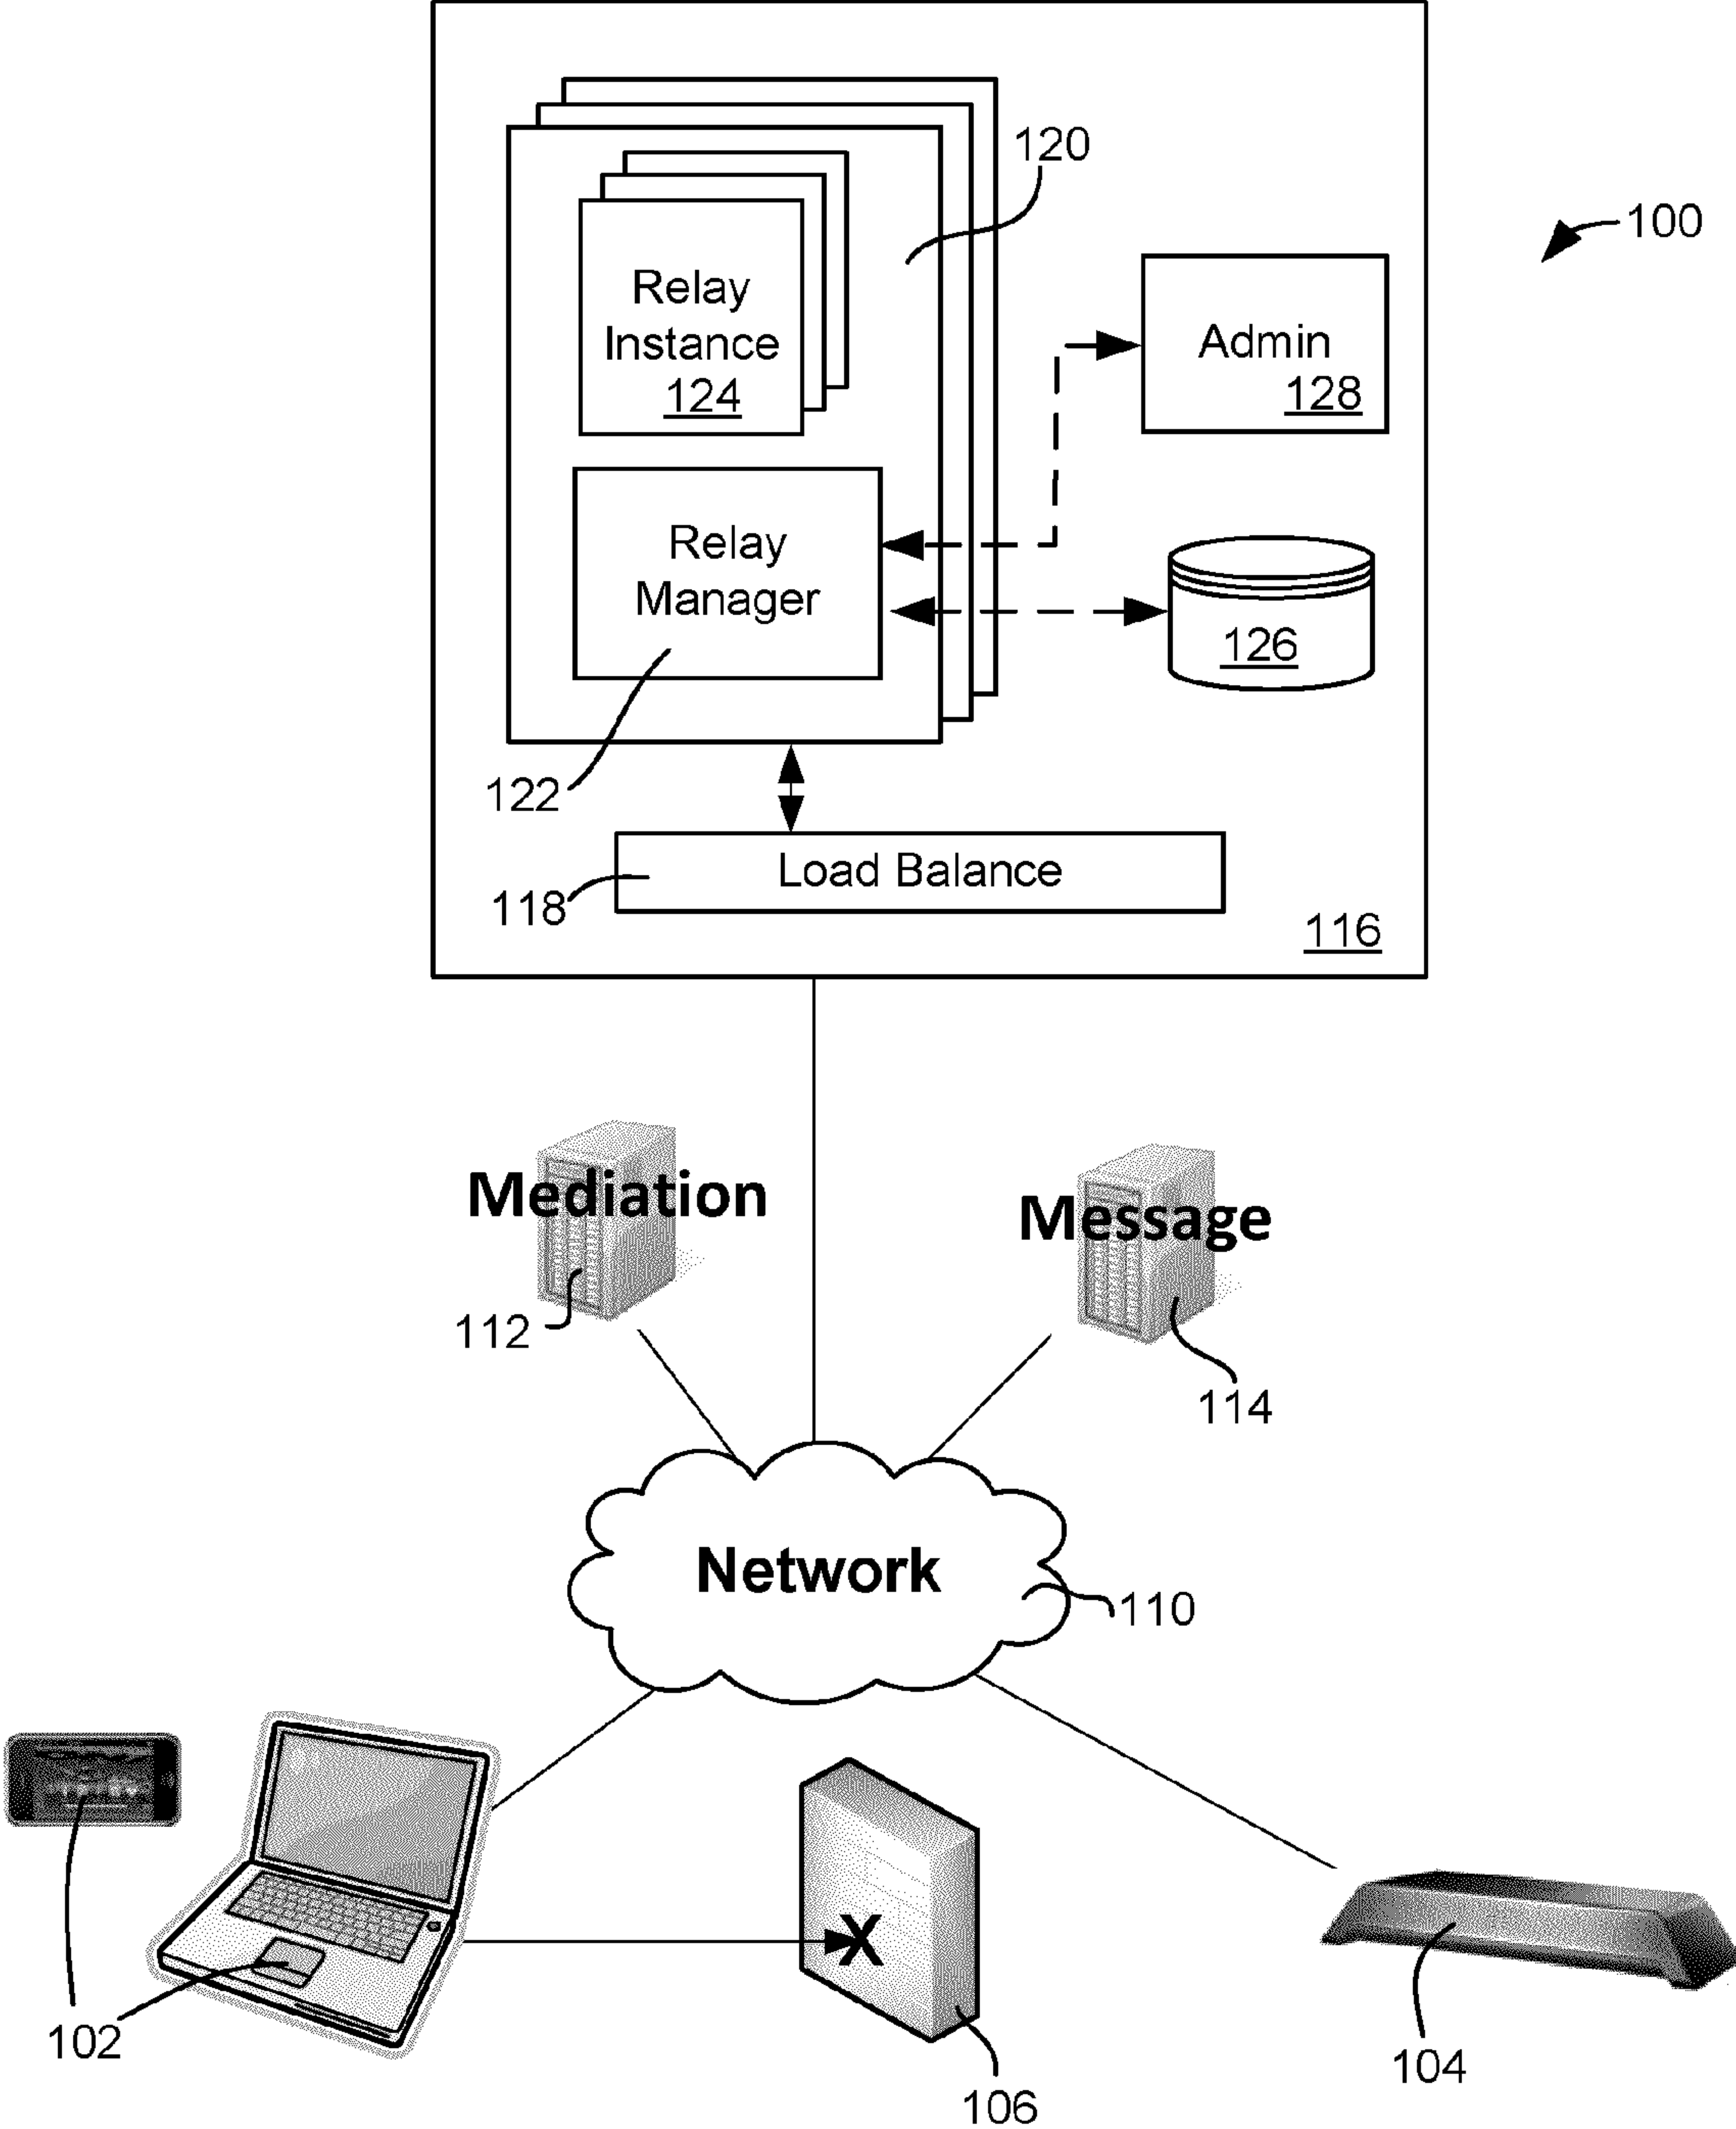 120
100
Relay
Instance
124
Admin
128
Relay
Manager
126
122
Load Balance
118
116
Mediation
Message
112
114
Network
110
X
102
104
106